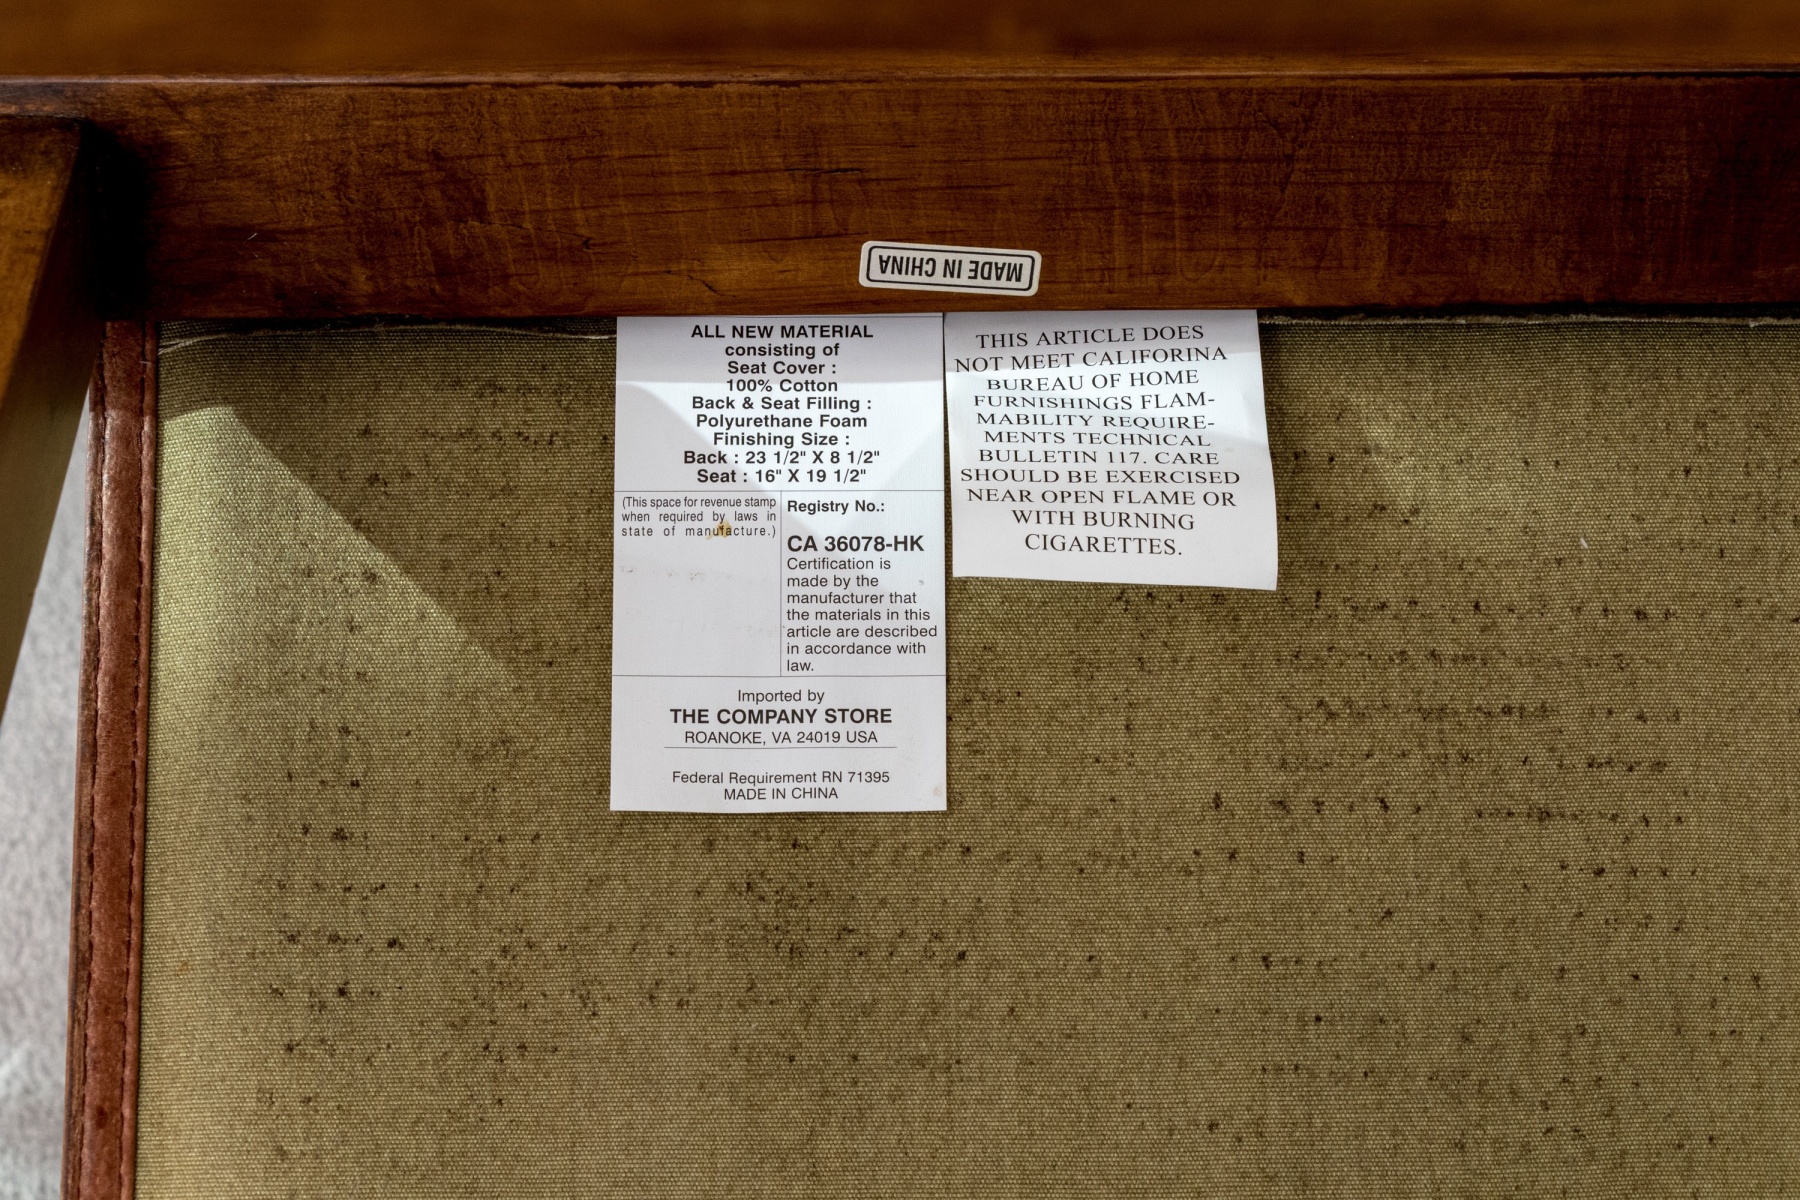 MADE IN CHINA
ALL NEW MATERIAL
consisting of
Seat Cover :
100% Cotton
Back & Seat Filling :
Polyurethane Foam
Finishing Size :
Back : 23 1/2" X 8 1/2"
Seat : 16" X 19 1/2"
(This space for revenue stamp
when required by laws in
state of manufacture.)
Registry No.:
CA 36078-HK
Certification is
made by the
manufacturer that
the materials in this
article are described
in accordance with
law.
Imported by
THE COMPANY STORE
ROANOKE, VA 24019 USA
Federal Requirement RN 71395
MADE IN CHINA
THIS ARTICLE DOES
NOT MEET CALIFORINA
BUREAU OF HOME
FURNISHINGS FLAM-
MABILITY REQUIRE-
MENTS TECHNICAL
BULLETIN 117. CARE
SHOULD BE EXERCISED
NEAR OPEN FLAME OR
WITH BURNING
CIGARETTES.